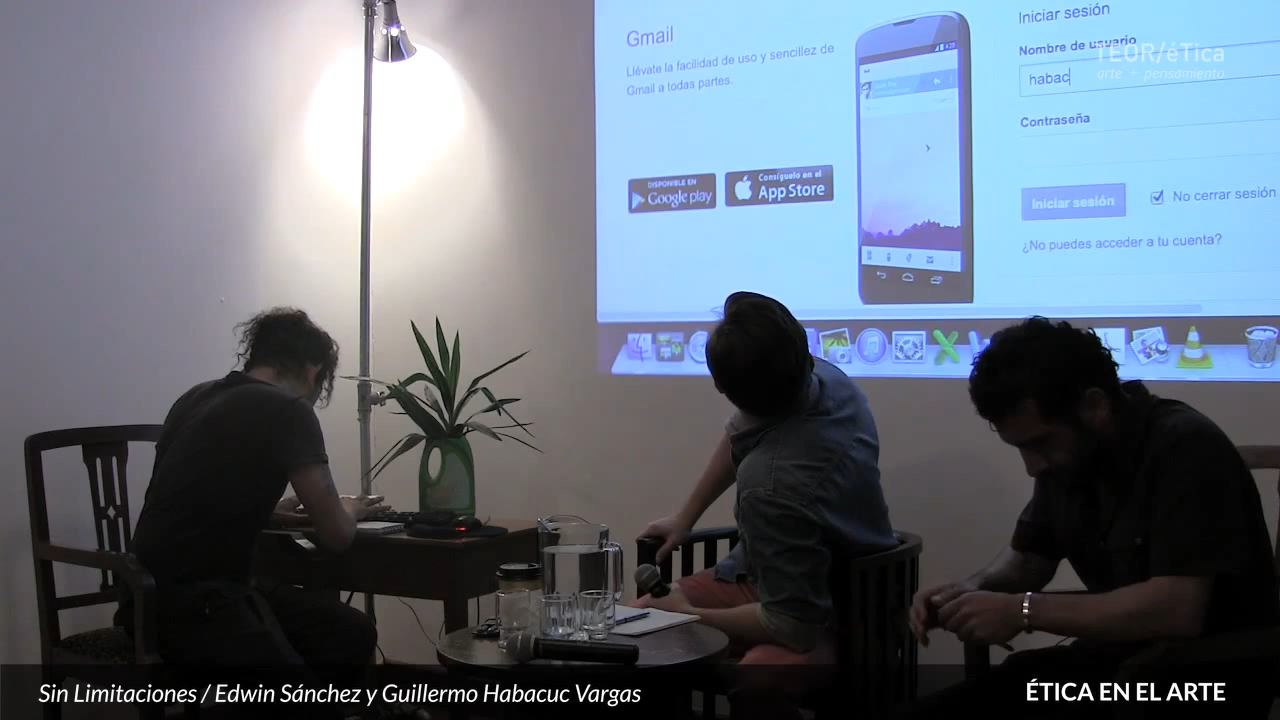 Gmail
Llévate la facilidad de uso y sencillez de
Gmail a todas partes.
DISPONIBLE EN
Google play
Consíguelo en el
App Store
Iniciar sesión
Nombre de usuario
habac
Contraseña
Iniciar sesión
No cerrar sesión
¿No puedes acceder a tu cuenta?
TEOR/éTica
arte + pensamiento
Sin Limitaciones / Edwin Sánchez y Guillermo Habacuc Vargas
ÉTICA EN EL ARTE